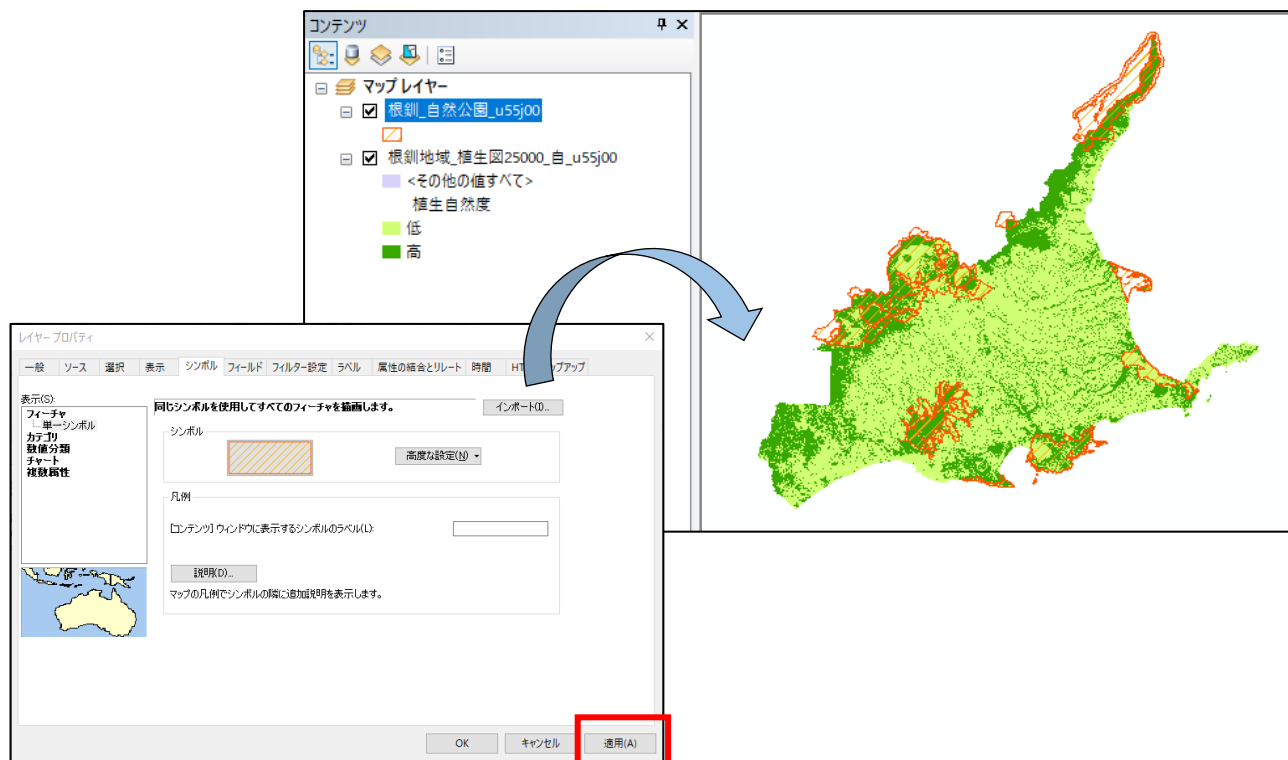 コンテンツ
マップ レイヤー
根釧_自然公園_u55j00
根釧地域_植生図25000_自_u55j00
<その他の値すべて>
植生自然度
低
高
レイヤー プロパティ
一般 ソース 選択 表示 シンボル フィールド フィルター設定 ラベル 属性の結合とリレート 時間
表示(S):
フィーチャ
単一シンボル
カテゴリ
数値分類
チャート
複数属性
同じシンボルを使用してすべてのフィーチャを描画します。
インポート(I)...
シンボル
高度な設定(N)
凡例
[コンテンツ] ウィンドウに表示するシンボルのラベル(L):
説明(D)...
マップの凡例でシンボルの隣に追加説明を表示します。
OK キャンセル 適用(A)